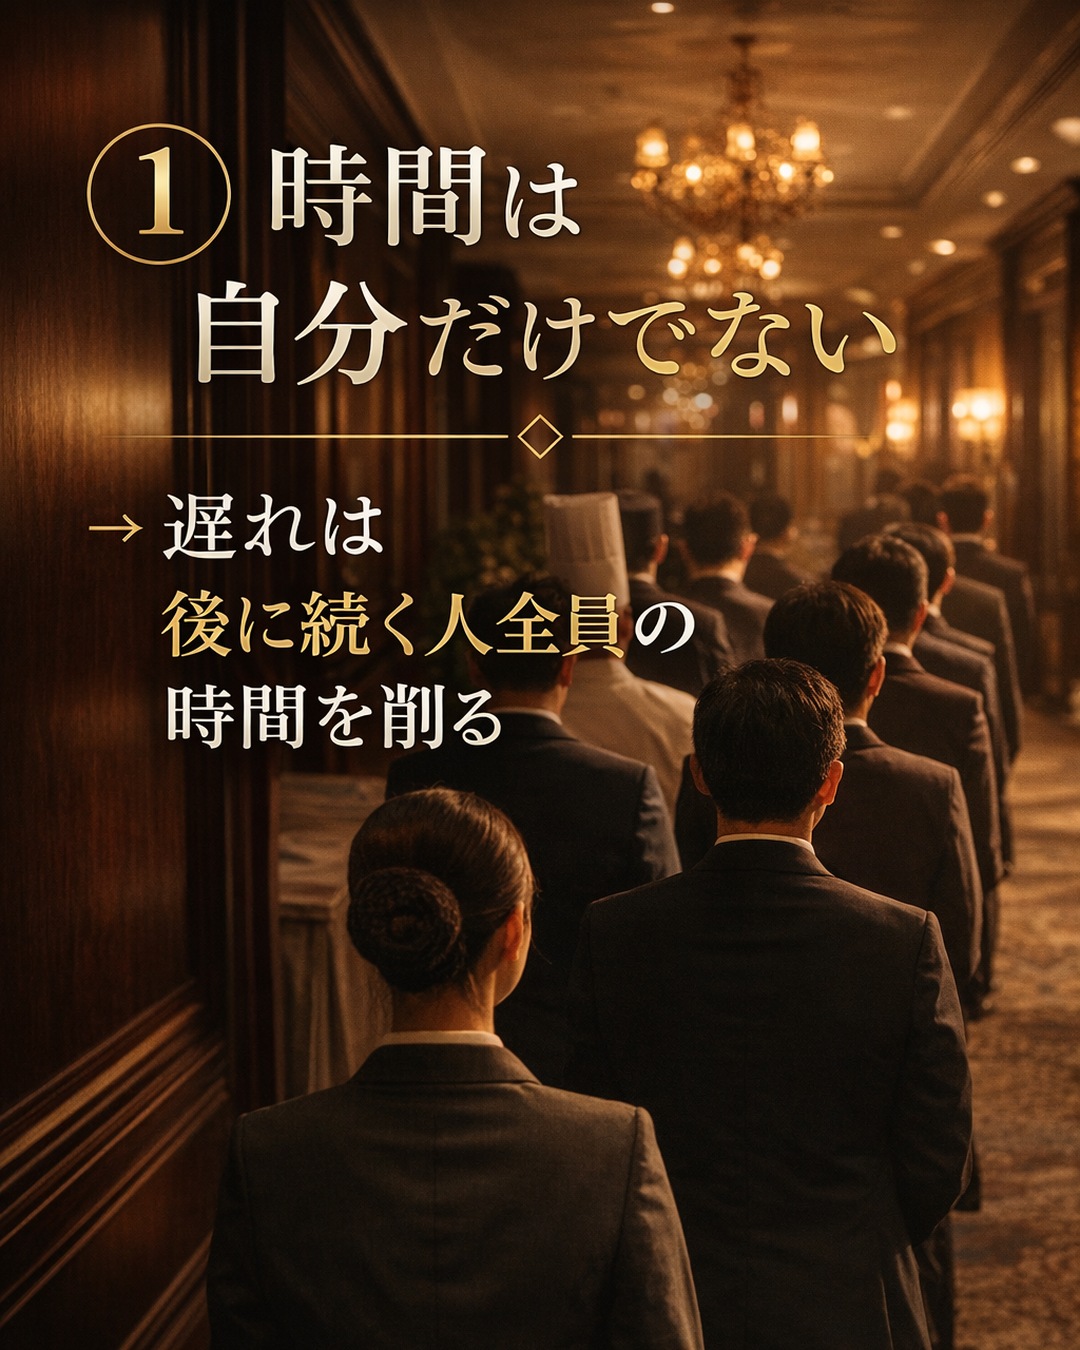 ① 時間は
自分だけでない
→ 遅れは
後に続く人全員の
時間を削る